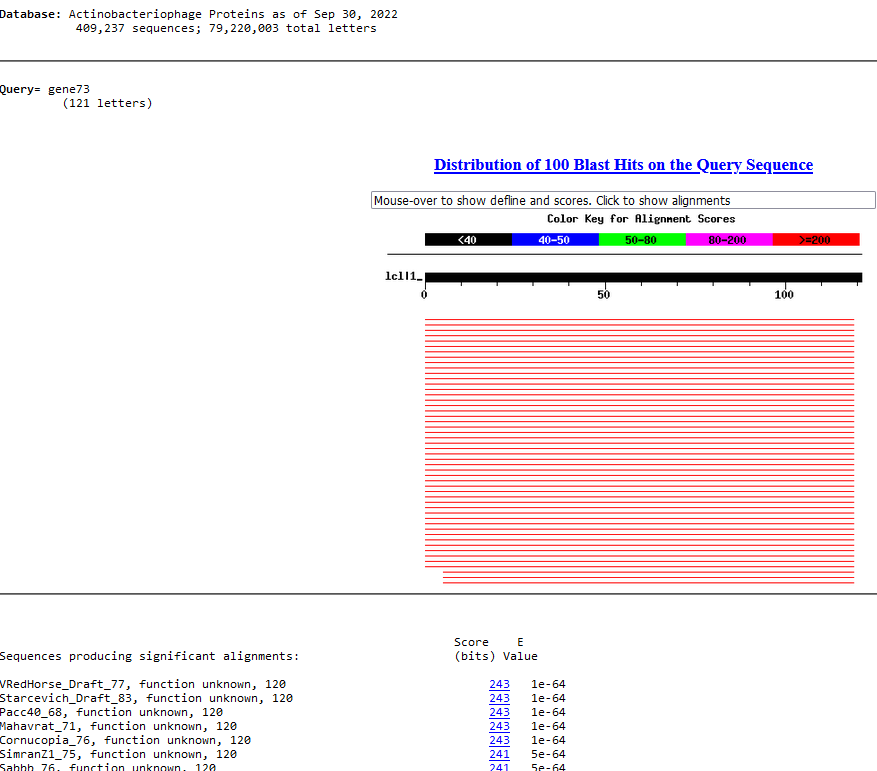 Database: Actinobacteriophage Proteins as of Sep 30, 2022
409,237 sequences; 79,220,003 total letters
Query= gene73
(121 letters)
Distribution of 100 Blast Hits on the Query Sequence
Mouse-over to show defline and scores. Click to show alignments
Color Key for Alignment Scores
<40 40-50 50-80 80-200 >=200
lcl|1_
0 50 100
Score E
Sequences producing significant alignments: (bits) Value
VRedHorse_Draft_77, function unknown, 120 243 1e-64
Starcevich_Draft_83, function unknown, 120 243 1e-64
Pacc40_68, function unknown, 120 243 1e-64
Mahavrat_71, function unknown, 120 243 1e-64
Cornucopia_76, function unknown, 120 243 1e-64
SimranZ1_75, function unknown, 120 241 5e-64
Sabbb_76, function unknown, 120 241 5e-64